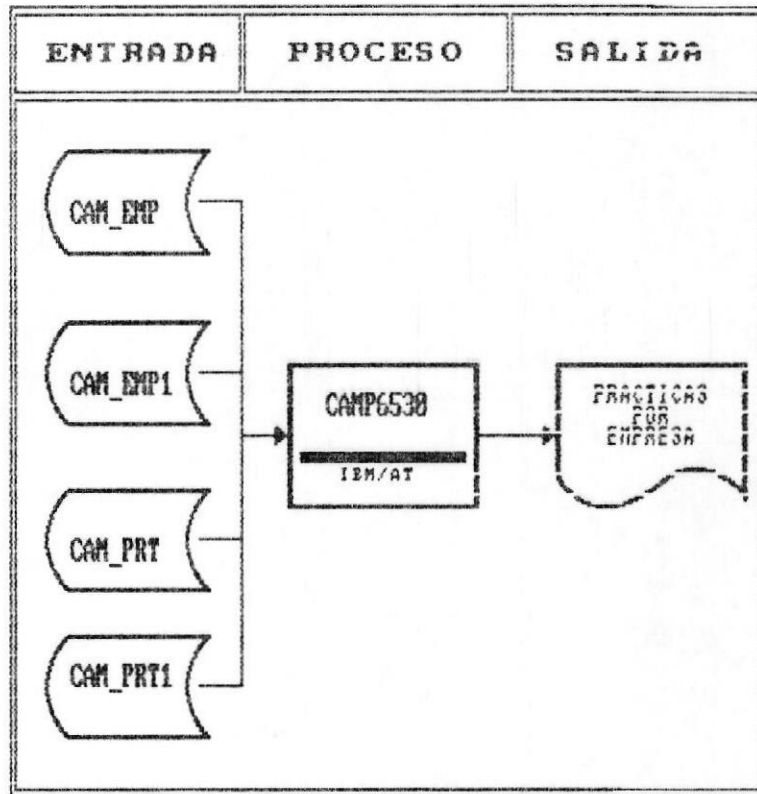 ENTRADA PROCESO SALIDA
CAM_EMP
CAM_EMP1
CAMP6530
IBM/AT
PRACTICAS
POR
EMPRESA
CAM_PRT
CAM_PRT1